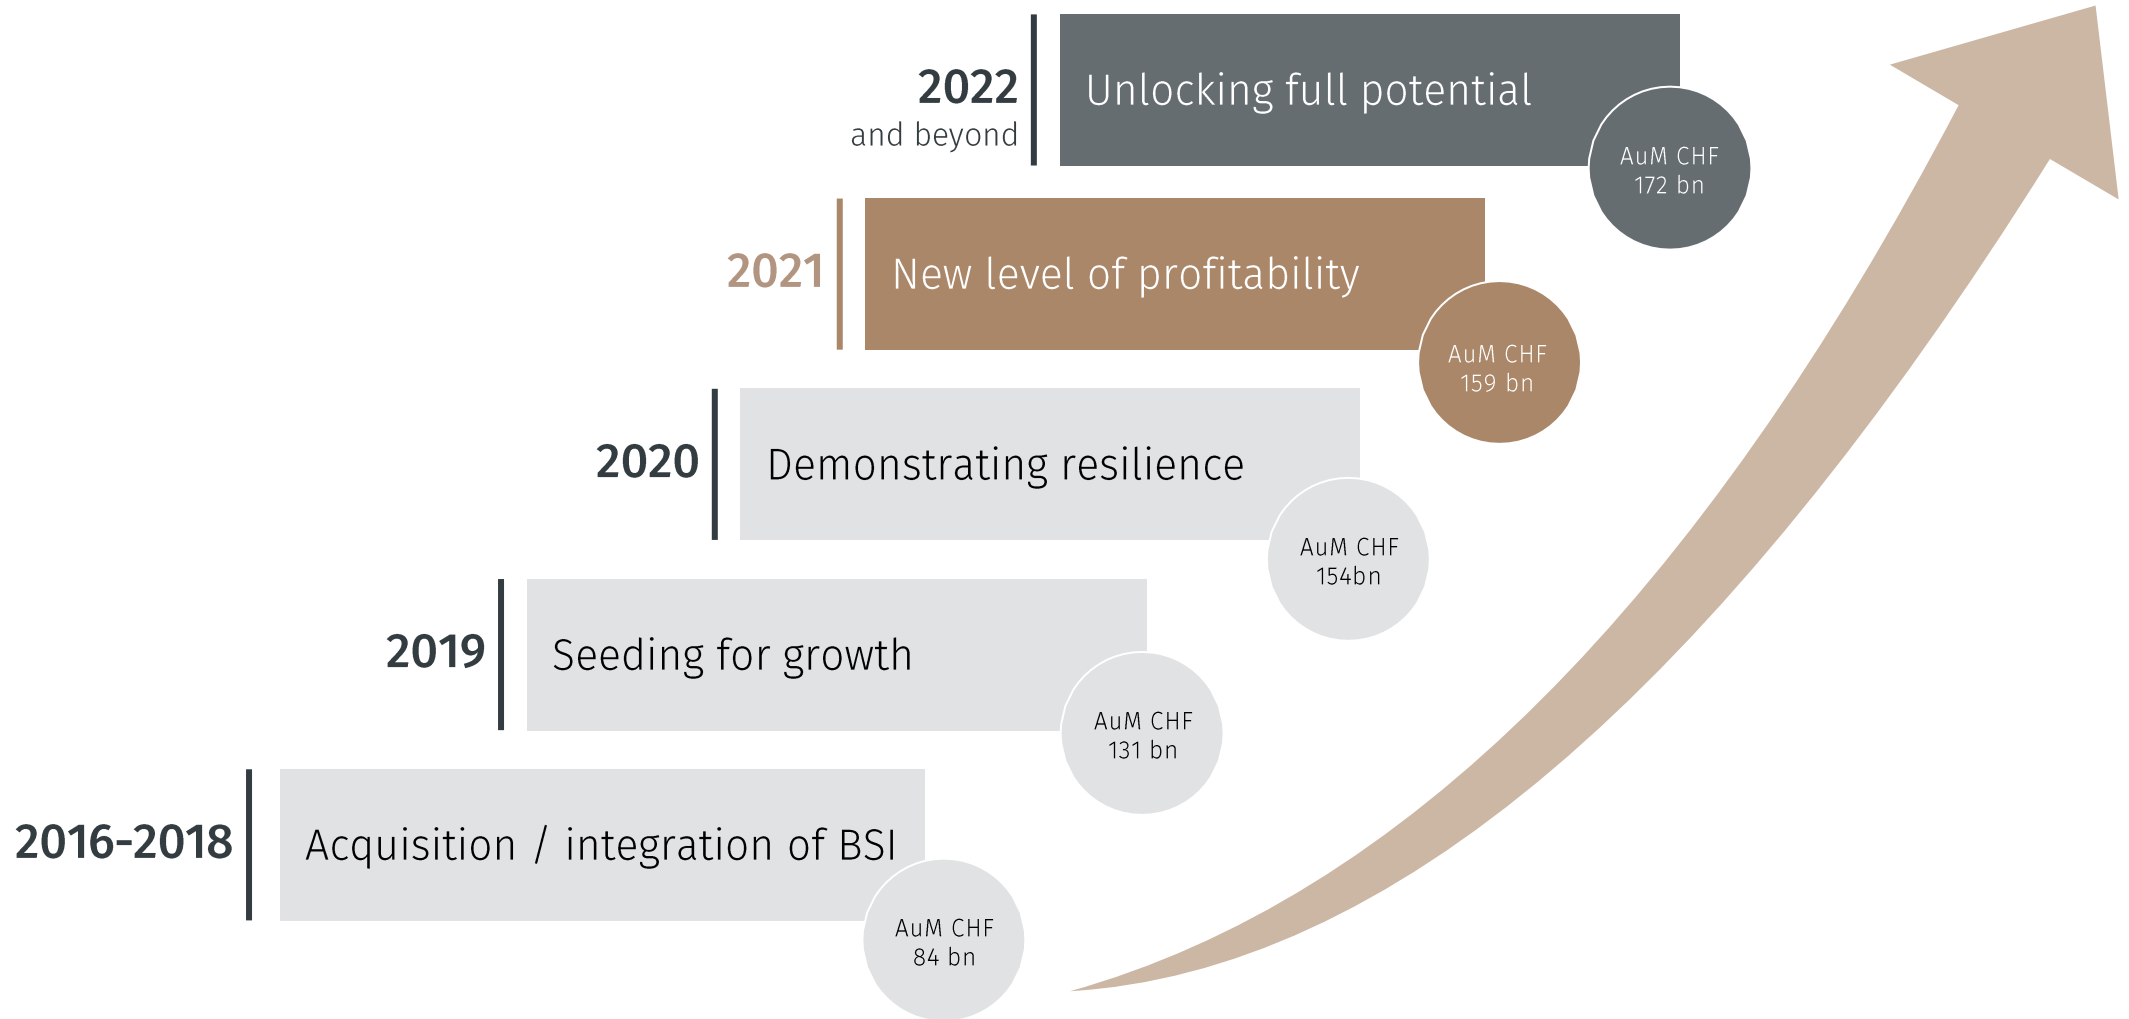 2022
and beyond
Unlocking full potential
AuM CHF
172 bn
2021
New level of profitability
AuM CHF
159 bn
2020
Demonstrating resilience
AuM CHF
154bn
2019
Seeding for growth
AuM CHF
131 bn
2016-2018
Acquisition / integration of BSI
AuM CHF
84 bn